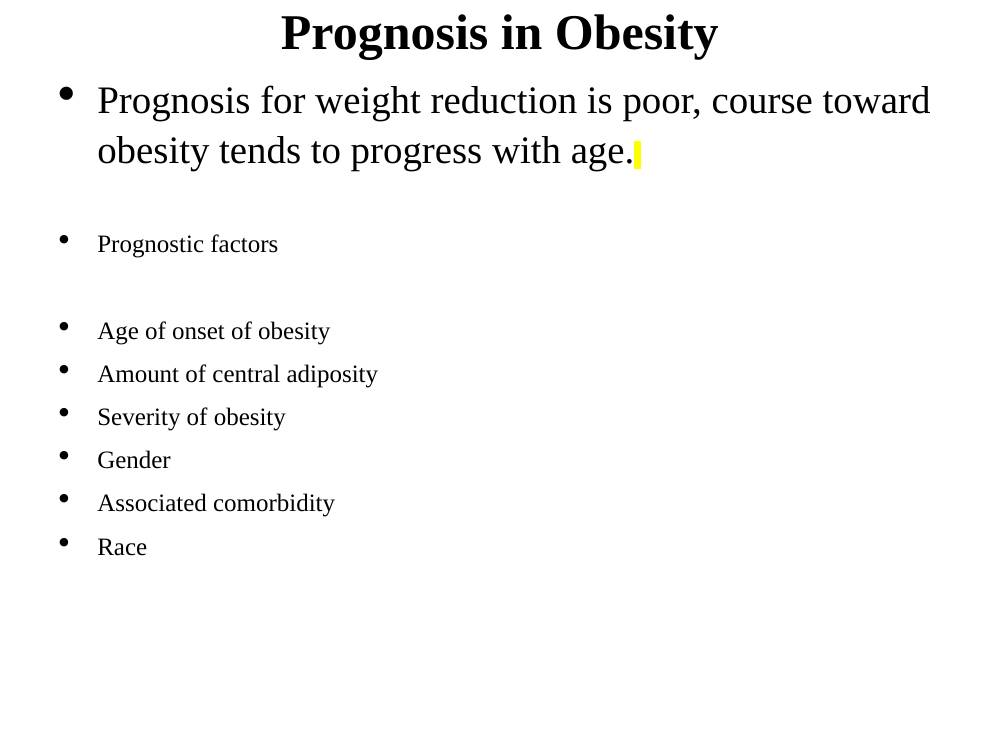 Prognosis in Obesity
• Prognosis for weight reduction is poor, course toward
obesity tends to progress with age.
• Prognostic factors
• Age of onset of obesity
• Amount of central adiposity
• Severity of obesity
• Gender
• Associated comorbidity
• Race